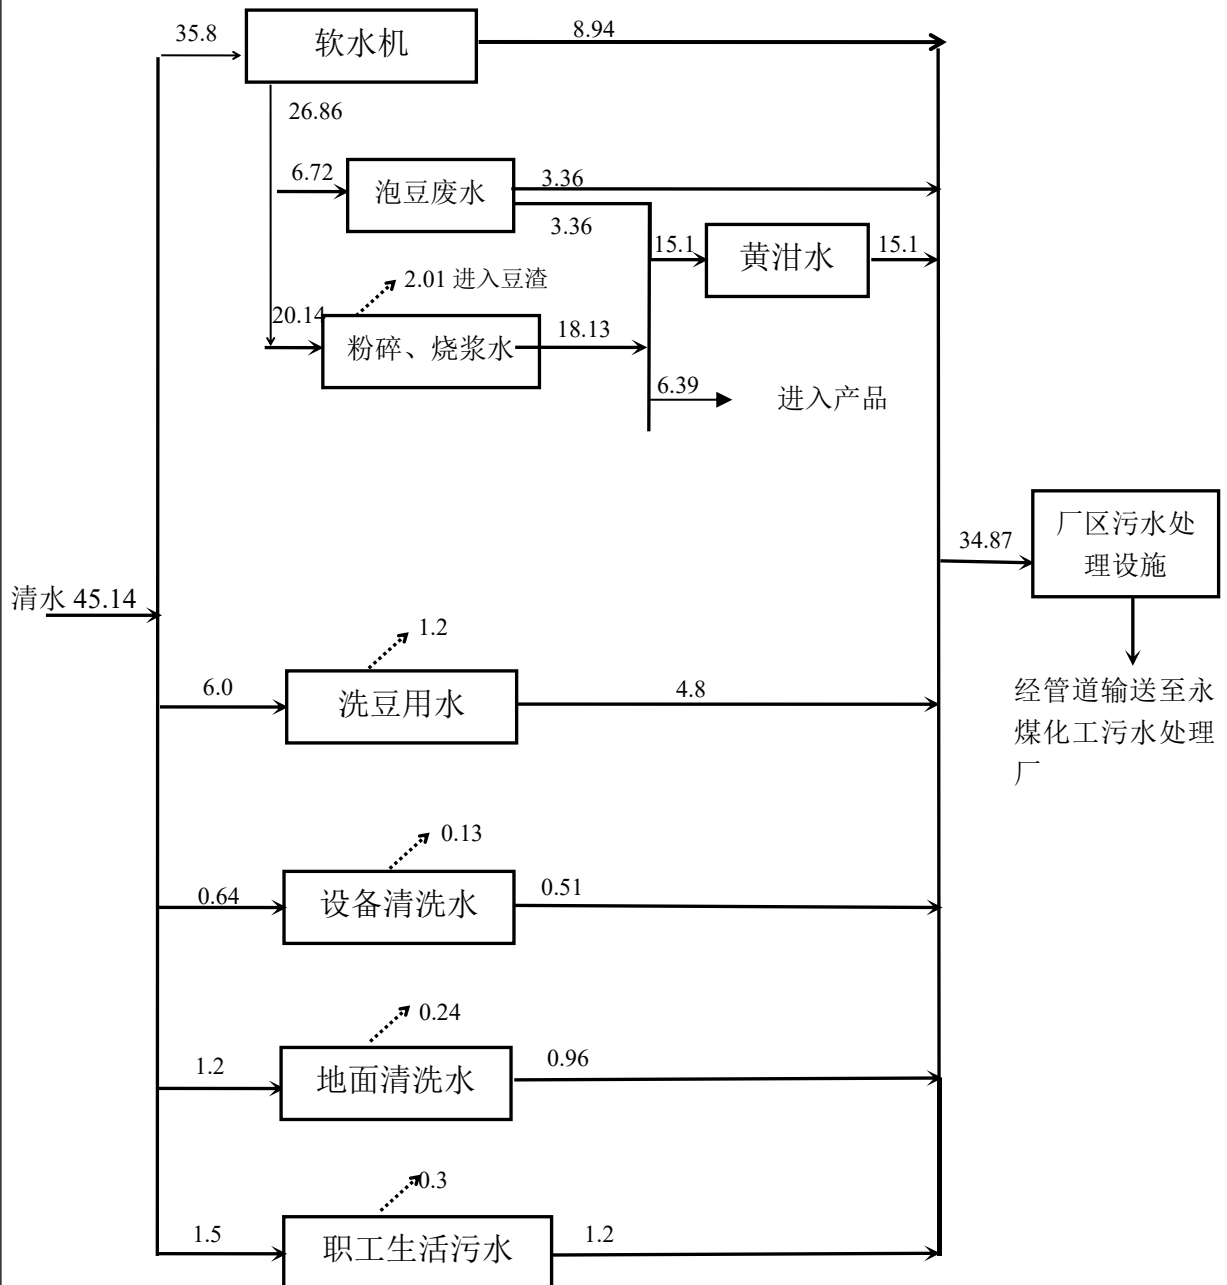 35.8
软水机
8.94
26.86
6.72
泡豆废水
3.36
3.36
15.1
黄泔水
15.1
2.01 进入豆渣
20.14
粉碎、烧浆水
18.13
6.39
进入产品
厂区污水处
理设施
34.87
清水 45.14
1.2
6.0
洗豆用水
4.8
经管道输送至永
煤化工污水处理
厂
0.13
0.64
设备清洗水
0.51
0.24
1.2
地面清洗水
0.96
0.3
1.5
职工生活污水
1.2